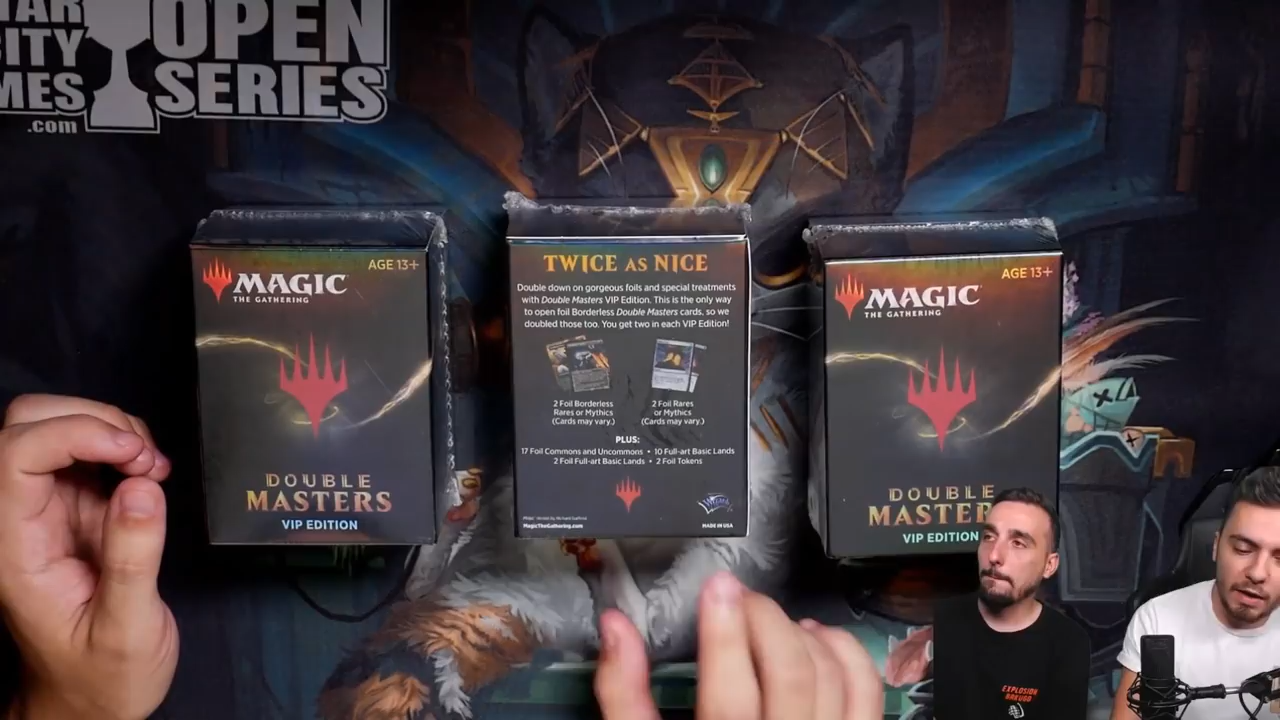 STAR
CITY
GAMES
.com
OPEN
SERIES
AGE 13+
MAGIC
THE GATHERING
DOUBLE
MASTERS
VIP EDITION
TWICE AS NICE
Double down on gorgeous foils and special treatments
with Double Masters VIP Edition. This is the only way
to open foil Borderless Double Masters cards, so we
doubled those too. You get two in each VIP Edition!
2 Foil Borderless
Rares or Mythics
(Cards may vary.)
2 Foil Rares
or Mythics
(Cards may vary.)
PLUS:
17 Foil Commons and Uncommons • 10 Full-art Basic Lands
2 Foil Full-art Basic Lands • 2 Foil Tokens
MagicTheGathering.com
Wizards
MADE IN USA
AGE 13+
MAGIC
THE GATHERING
DOUBLE
MASTER
VIP EDITION
EXPLOSION
BAKUGO